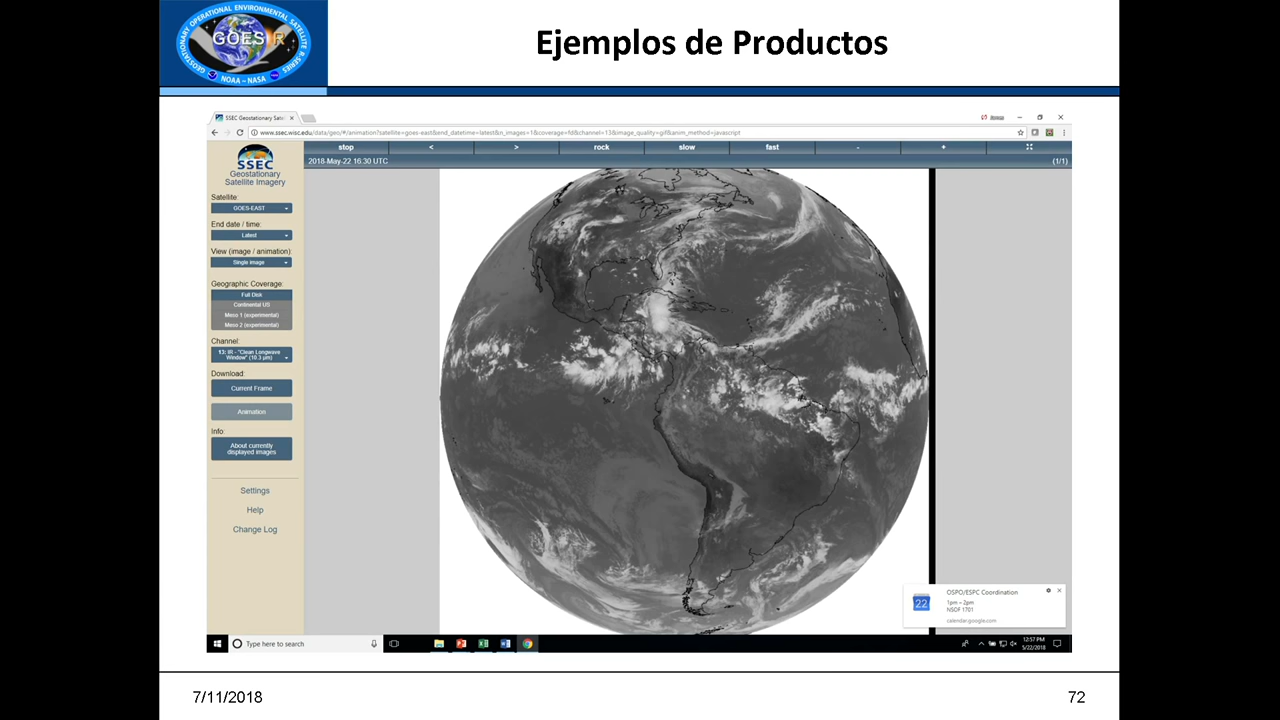 GEOSTATIONARY OPERATIONAL ENVIRONMENTAL SATELLITE R-SERIES
GOES R
NOAA – NASA
Ejemplos de Productos
SSEC Geostationary Sate
www.ssec.wisc.edu/data/geo/#/animation?satellite=goes-east&end_datetime=latest&n_images=1&coverage=fd&channel=13&image_quality=gif&anim_method=javascript
stop < > rock slow fast - +
2018-May-22 16:30 UTC (1/1)
SSEC
Geostationary
Satellite Imagery
Satellite:
GOES-EAST
End date / time:
Latest
View (image / animation)
Single image
Geographic Coverage:
Full Disk
Continental US
Meso 1 (experimental)
Meso 2 (experimental)
Channel:
13: IR - "Clean Longwave
Window" (10.3 µm)
Download:
Current Frame
Animation
Info:
About currently
displayed images
Settings
Help
Change Log
22
OSPO/ESPC Coordination
1pm – 2pm
NSOF 1701
calendar.google.com
Type here to search
12:57 PM
5/22/2018
7/11/2018
72